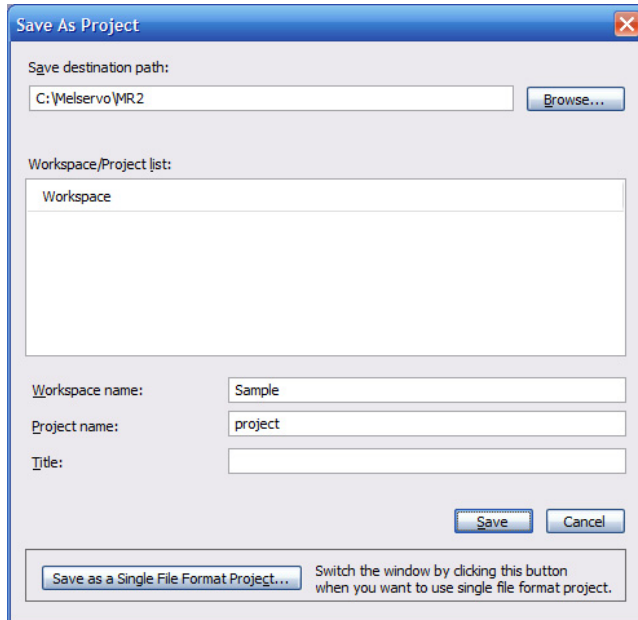 Save As Project
Save destination path:
C:\Melservo\MR2
Browse...
Workspace/Project list:
Workspace
Workspace name:
Sample
Project name:
project
Title:
Save
Cancel
Save as a Single File Format Project...
Switch the window by clicking this button
when you want to use single file format project.